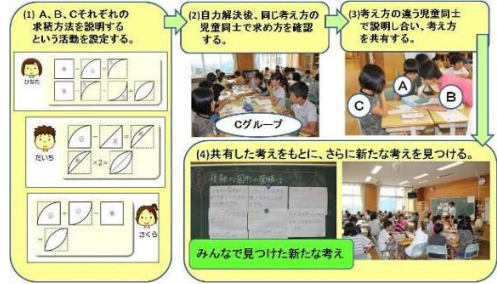 (1) A、B、Cそれぞれの
求積方法を説明する
という活動を設定する。
ひなた
だいち
×2=
さくら
(2)自力解決後、同じ考え方の
児童同士で求め方を確認
する。
Cグループ
(3)考え方の違う児童同士
で説明し合い、考え方
を共有する。
C
A
B
(4)共有した考えをもとに、さらに新たな考えを見つける。
みんなで見つけた新たな考え